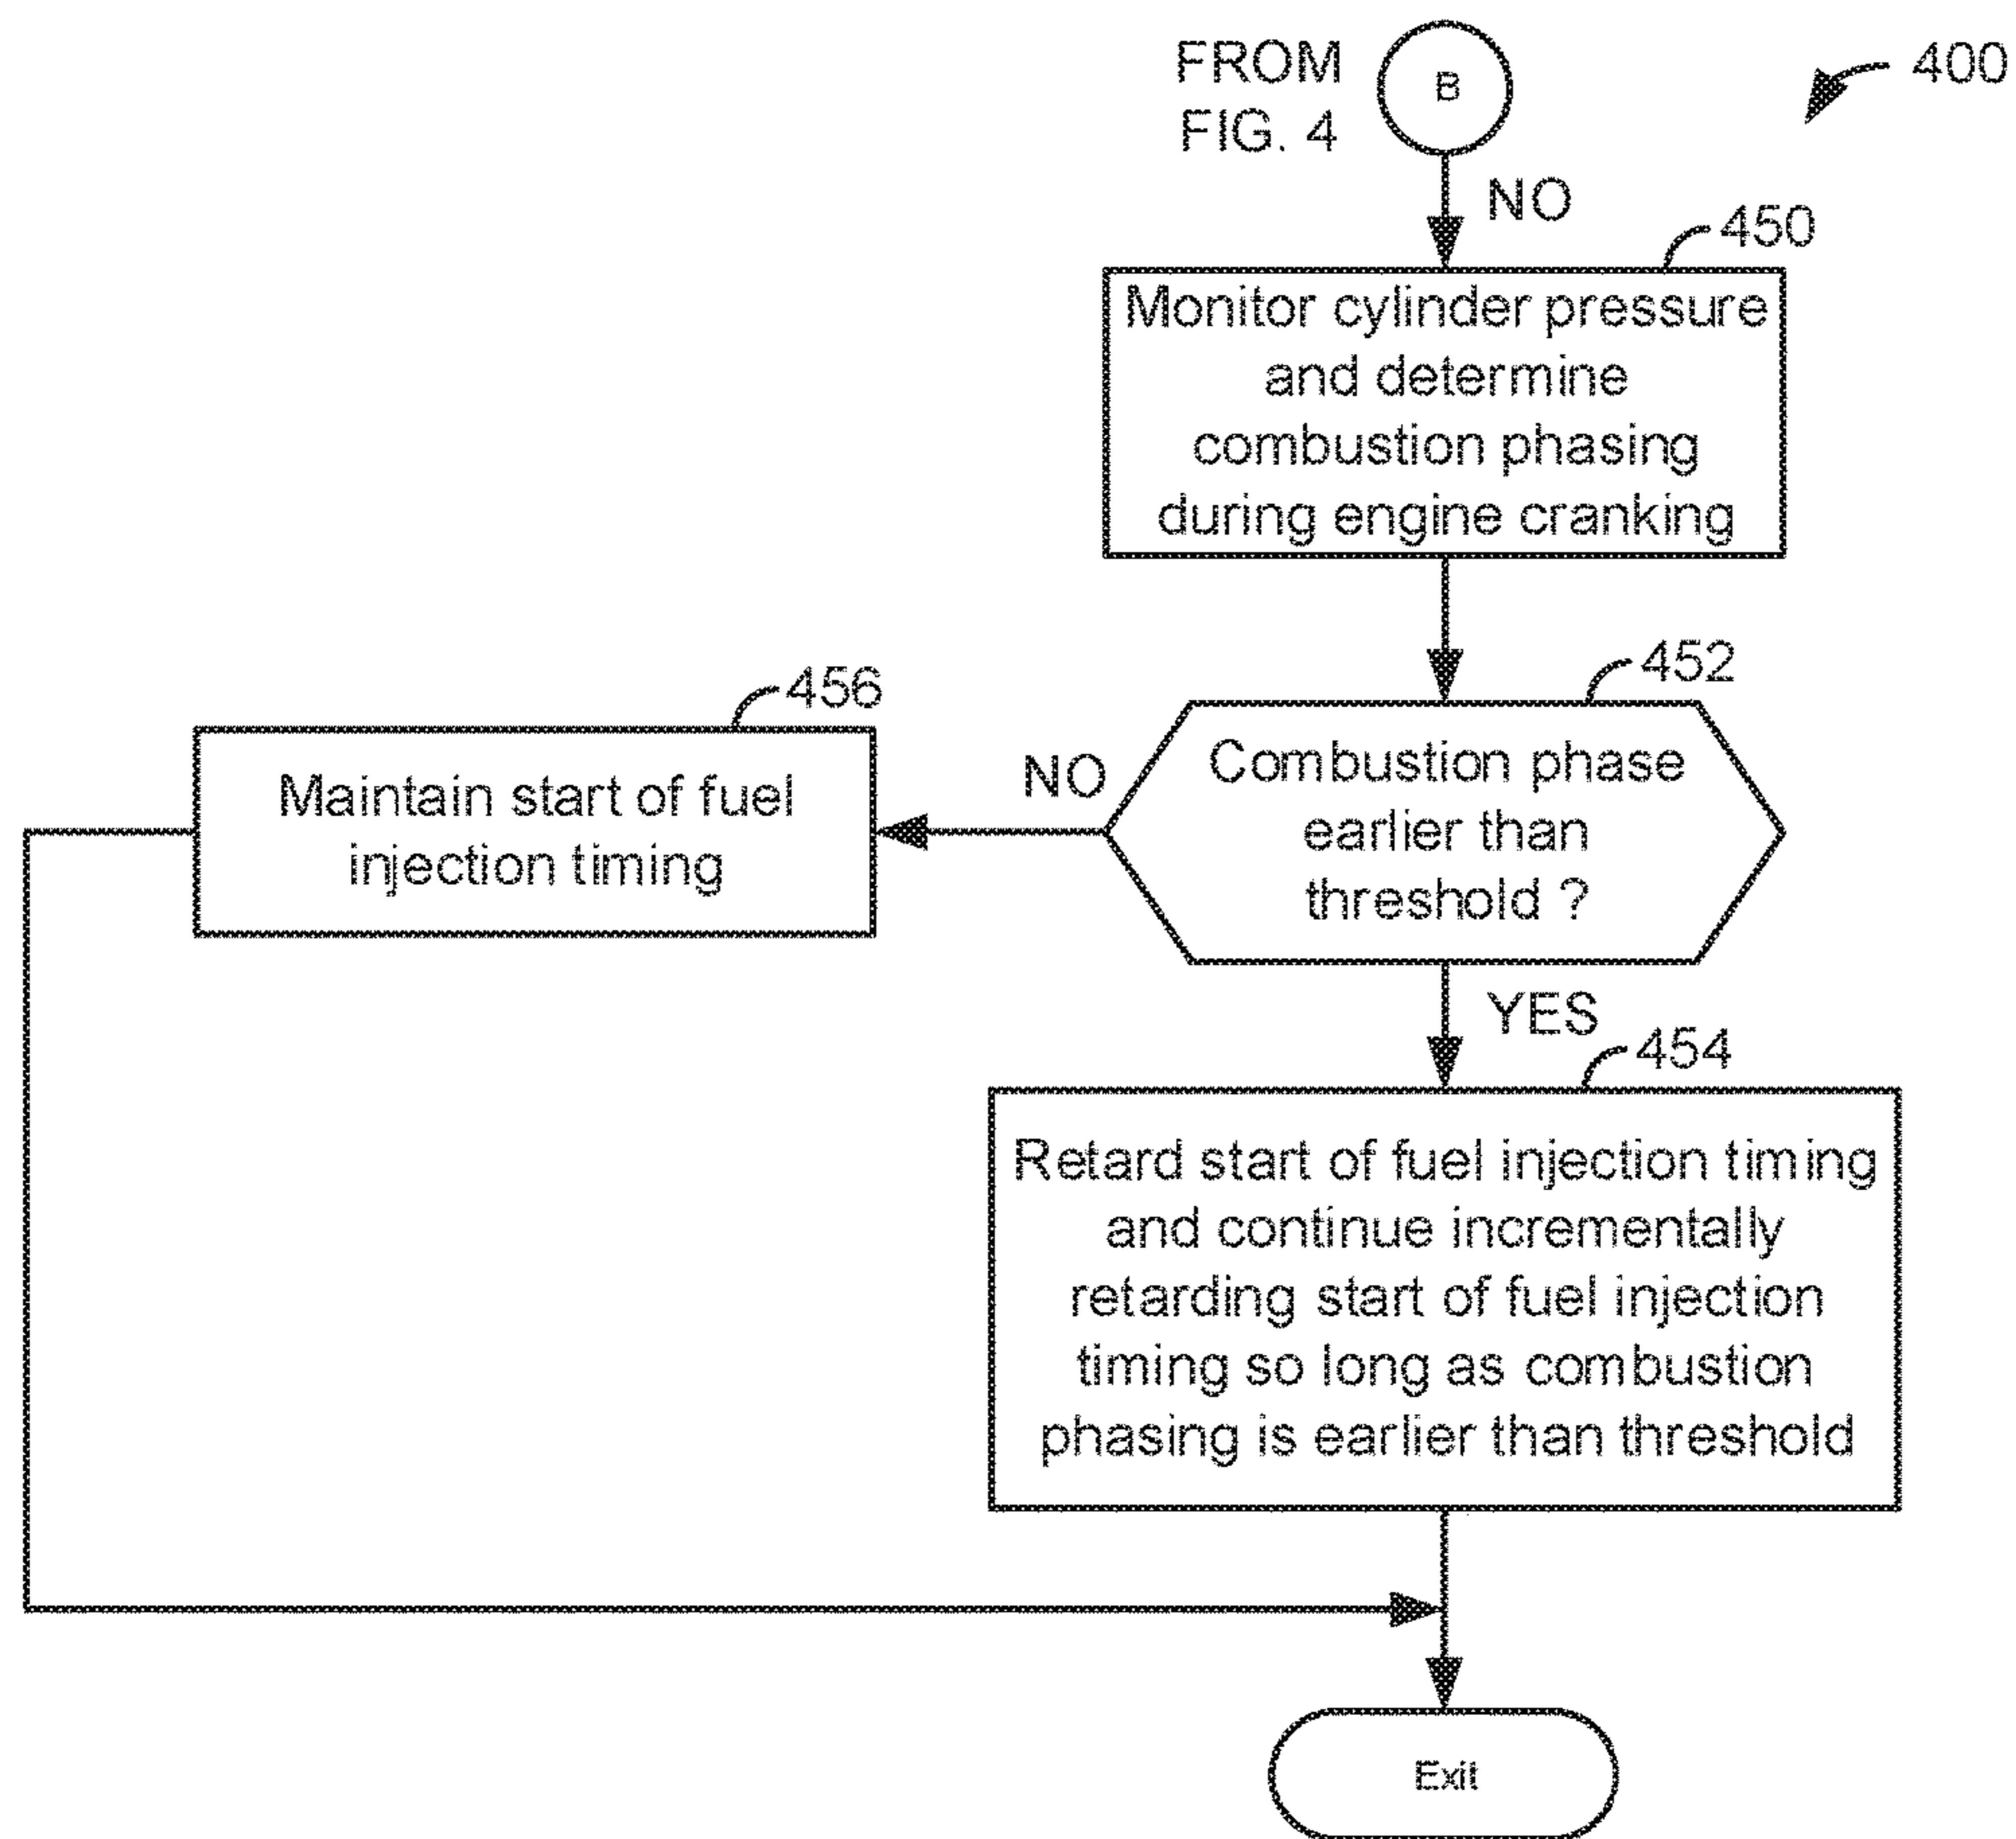 FROM
FIG. 4
B
400
NO
450
Monitor cylinder pressure
and determine
combustion phasing
during engine cranking
452
Combustion phase
earlier than
threshold ?
NO
456
Maintain start of fuel
injection timing
YES
454
Retard start of fuel injection timing
and continue incrementally
retarding start of fuel injection
timing so long as combustion
phasing is earlier than threshold
Exit